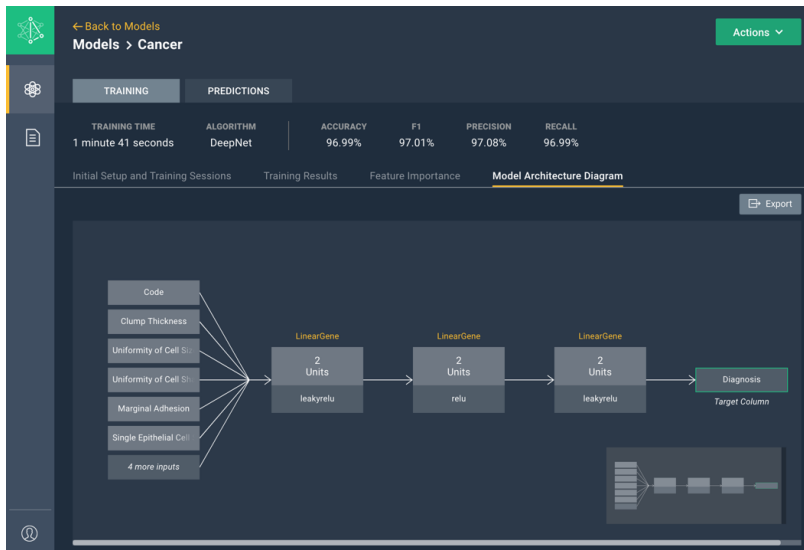 ← Back to Models
Models > Cancer
Actions
TRAINING
PREDICTIONS
TRAINING TIME
1 minute 41 seconds
ALGORITHM
DeepNet
ACCURACY
96.99%
F1
97.01%
PRECISION
97.08%
RECALL
96.99%
Initial Setup and Training Sessions
Training Results
Feature Importance
Model Architecture Diagram
Export
Code
Clump Thickness
Uniformity of Cell Si
Uniformity of Cell Sh
Marginal Adhesion
Single Epithelial Cell
4 more inputs
LinearGene
2
Units
leakyrelu
LinearGene
2
Units
relu
LinearGene
2
Units
leakyrelu
Diagnosis
Target Column